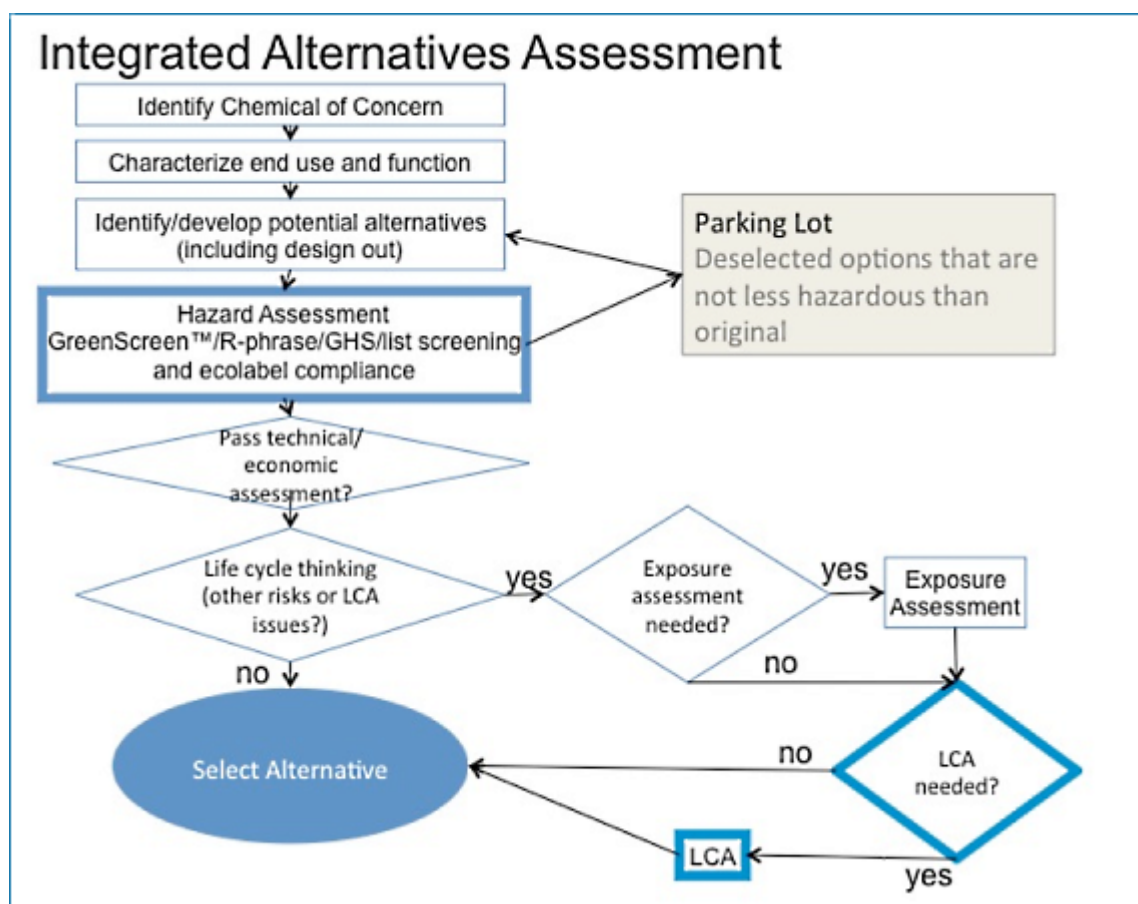 Integrated Alternatives Assessment
Identify Chemical of Concern
Characterize end use and function
Identify/develop potential alternatives
(including design out)
Parking Lot
Deselected options that are
not less hazardous than
original
Hazard Assessment
GreenScreen™/R-phrase/GHS/list screening
and ecolabel compliance
Pass technical/
economic
assessment?
Life cycle thinking
(other risks or LCA
issues?)
yes
Exposure
assessment
needed?
yes
Exposure
Assessment
no
no
Select Alternative
no
LCA
needed?
LCA
yes